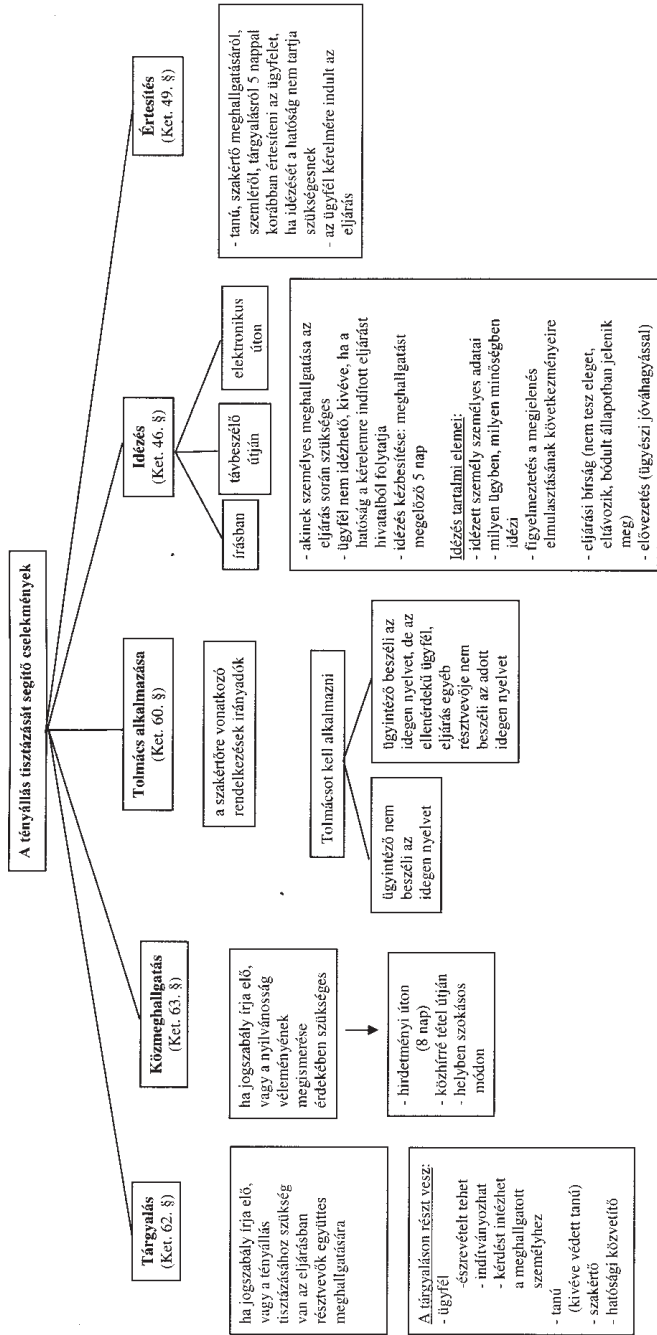 A tényállás tisztázását segítő cselekmények
Tárgyalás
(Ket. 62. §)
ha jogszabály írja elő,
vagy a tényállás
tisztázásához szükség
van az eljárásban
résztvevők együttes
meghallgatására
A tárgyaláson részt vesz:
- ügyfél
-észrevételt tehet
- indítványozhat
- kérdést intézhet
a meghallgatott
személyhez
- tanú
(kivéve védett tanú)
- szakértő
- hatósági közvetítő
Közmeghallgatás
(Ket. 63. §)
ha jogszabály írja elő,
vagy a nyilvánosság
véleményének
megismerése
érdekében szükséges
- hirdetményi úton
(8 nap)
- közhírré tétel útján
- helyben szokásos
módon
Tolmács alkalmazása
(Ket. 60. §)
a szakértőre vonatkozó
rendelkezések irányadók
Tolmácsot kell alkalmazni
ügyintéző nem
beszéli az
idegen nyelvet
ügyintéző beszéli az
idegen nyelvet, de az
ellenérdekű ügyfél,
eljárás egyéb
résztvevője nem
beszéli az adott
idegen nyelvet
Idézés
(Ket. 46. §)
írásban
távbeszélő
útján
elektronikus
úton
- akinek személyes meghallgatása az
eljárás során szükséges
- ügyfél nem idézhető, kivéve, ha a
hatóság a kérelemre indított eljárást
hivatalból folytatja
- idézés kézbesítése: meghallgatást
megelőző 5 nap
Idézés tartalmi elemei:
- idézett személy személyes adatai
- milyen ügyben, milyen minőségben
idézi
- figyelmeztetés a megjelenés
elmulasztásának következményeire
- eljárási bírság (nem tesz eleget,
eltávozik, bódult állapotban jelenik
meg)
- elővezetés (ügyészi jóváhagyással)
Értesítés
(Ket. 49. §)
- tanú, szakértő meghallgatásáról,
szemléről, tárgyalásról 5 nappal
korábban értesíteni az ügyfelet,
ha idézését a hatóság nem tartja
szükségesnek
- az ügyfél kérelmére indult az
eljárás